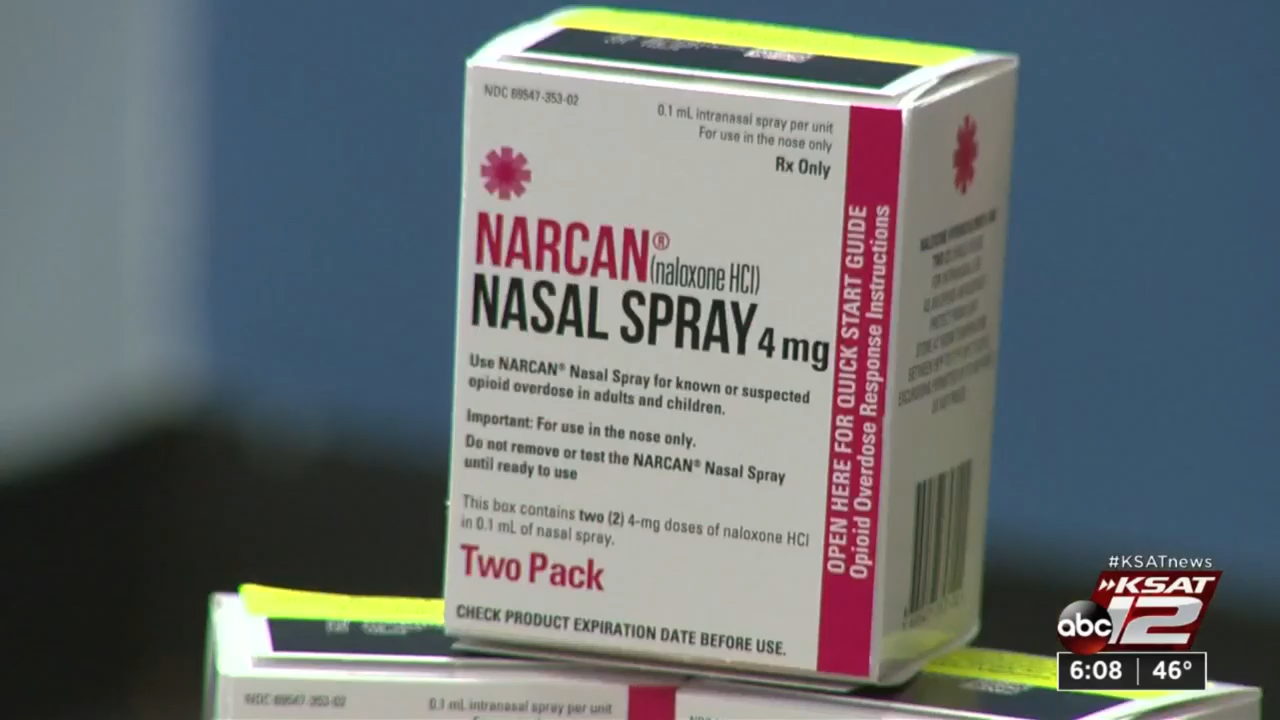 NDC 69547-353-02
0.1 mL intranasal spray per unit
For use in the nose only
Rx Only
NARCAN®
(naloxone HCl)
NASAL SPRAY 4 mg
Use NARCAN® Nasal Spray for known or suspected
opioid overdose in adults and children.
Important: For use in the nose only.
Do not remove or test the NARCAN® Nasal Spray
until ready to use
This box contains two (2) 4-mg doses of naloxone HCl
in 0.1 mL of nasal spray.
Two Pack
CHECK PRODUCT EXPIRATION DATE BEFORE USE.
OPEN HERE FOR QUICK START GUIDE
Opioid Overdose Response Instructions
NDC 69547-353-02
0.1 mL intranasal spray per unit
#KSATnews
KSAT
abc 12
6:08 46°